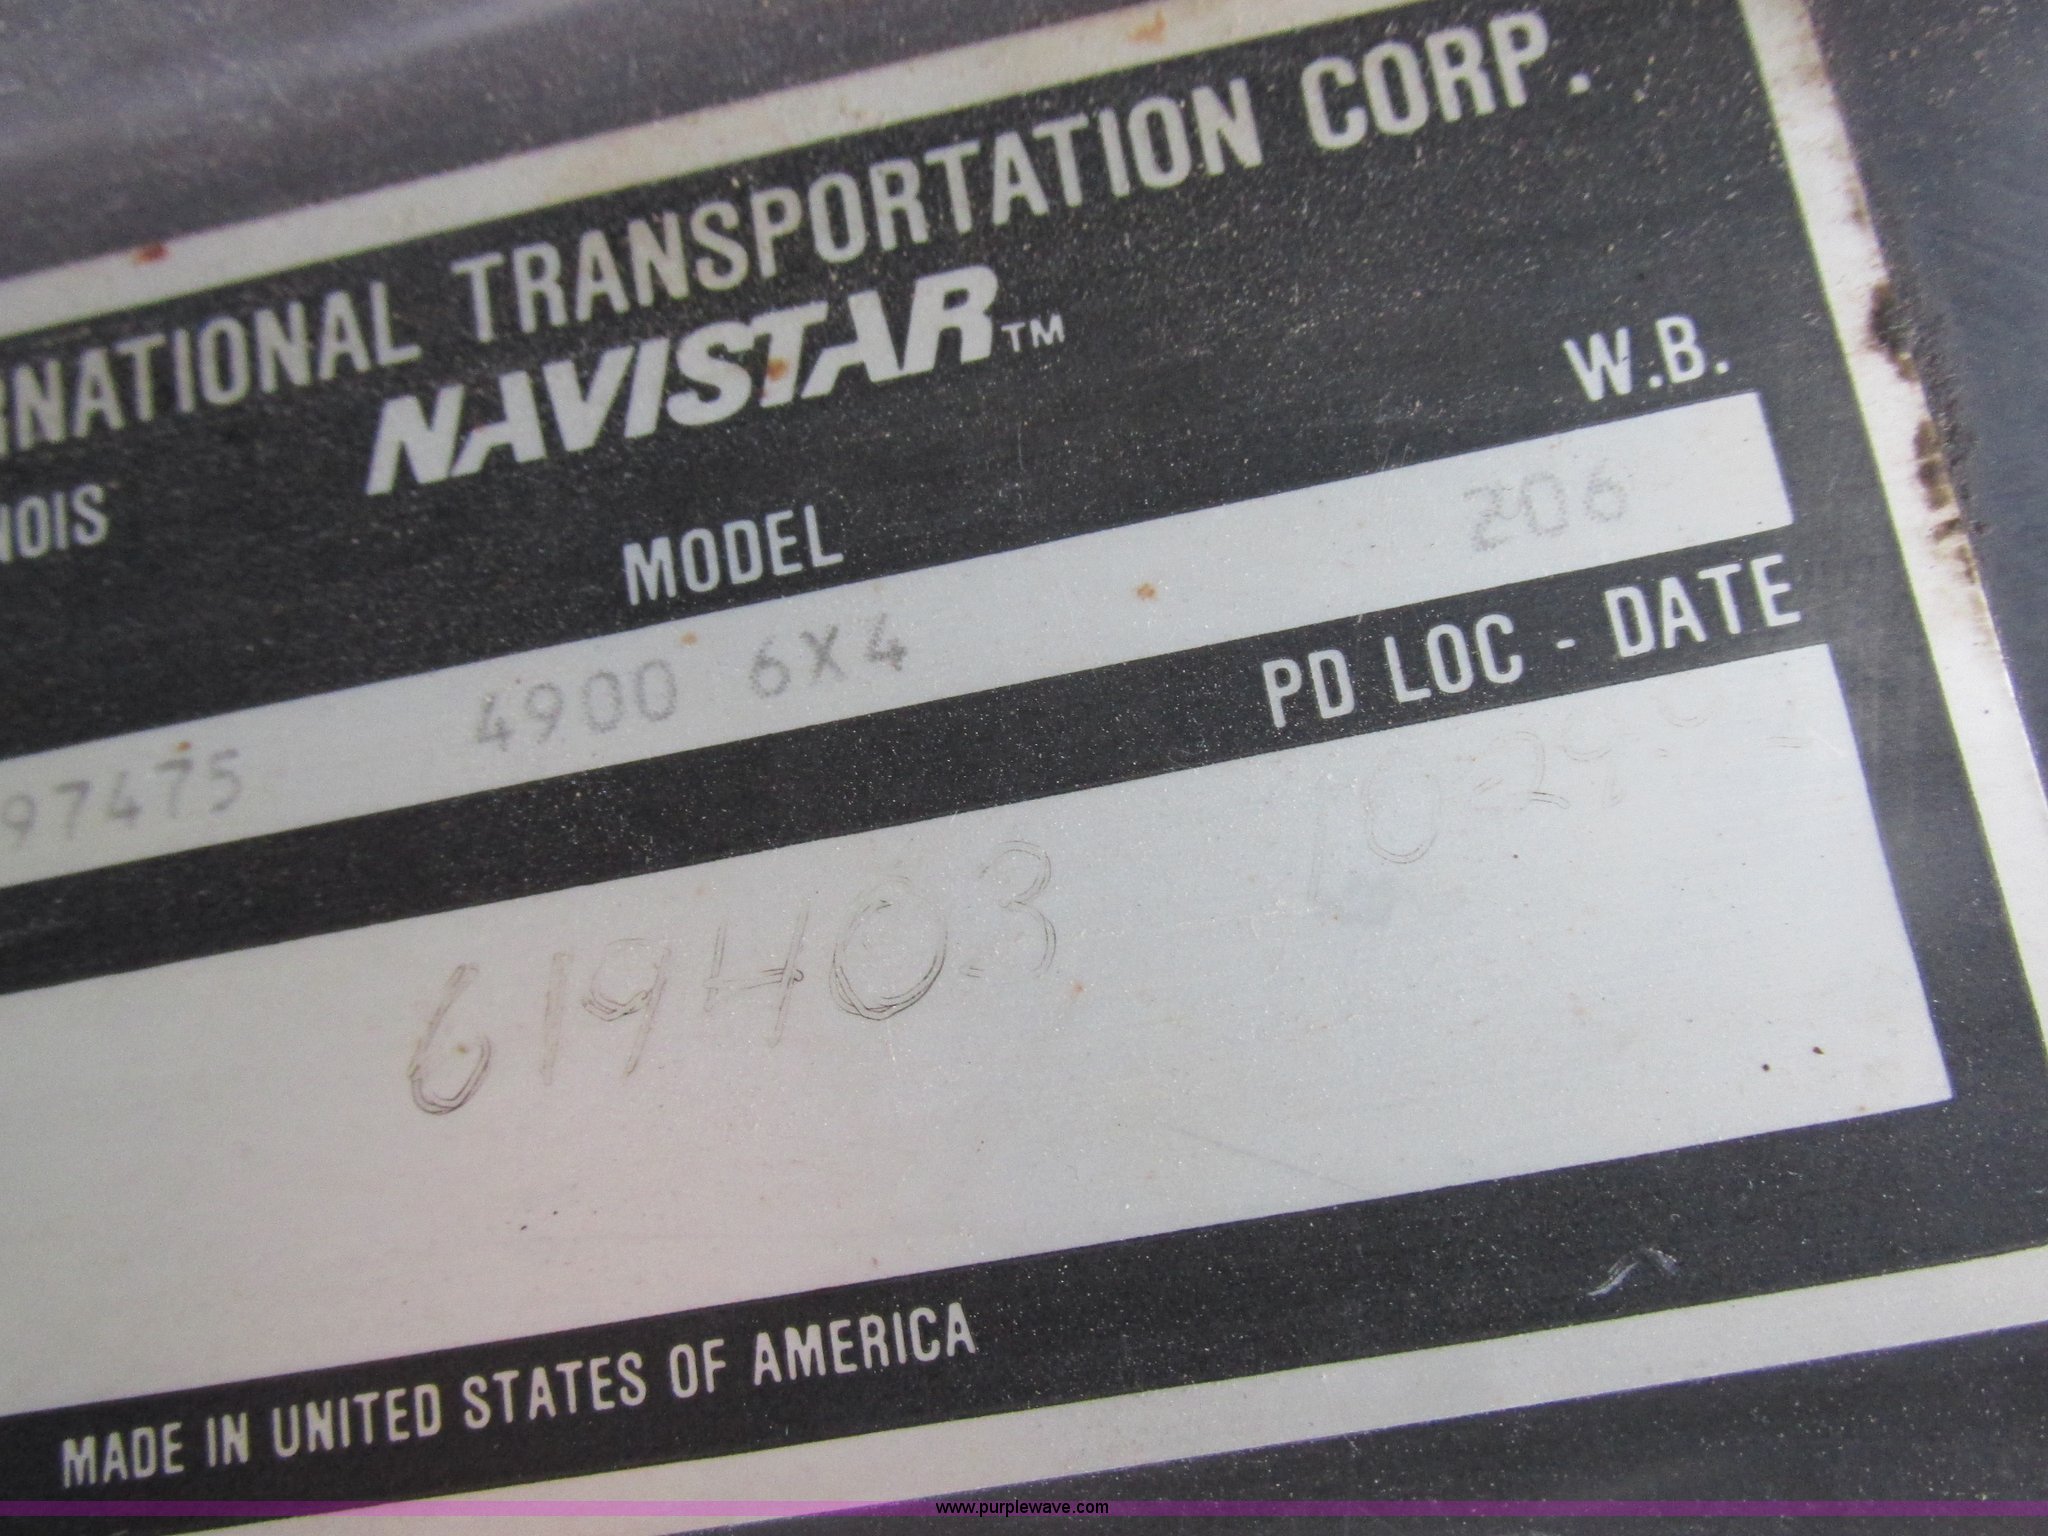 RNATIONAL TRANSPORTATION CORP.
NAVISTAR™
NOIS
MODEL
W.B.
97475 4900 6X4 206
PD LOC - DATE
619403
MADE IN UNITED STATES OF AMERICA
www.purplewave.com